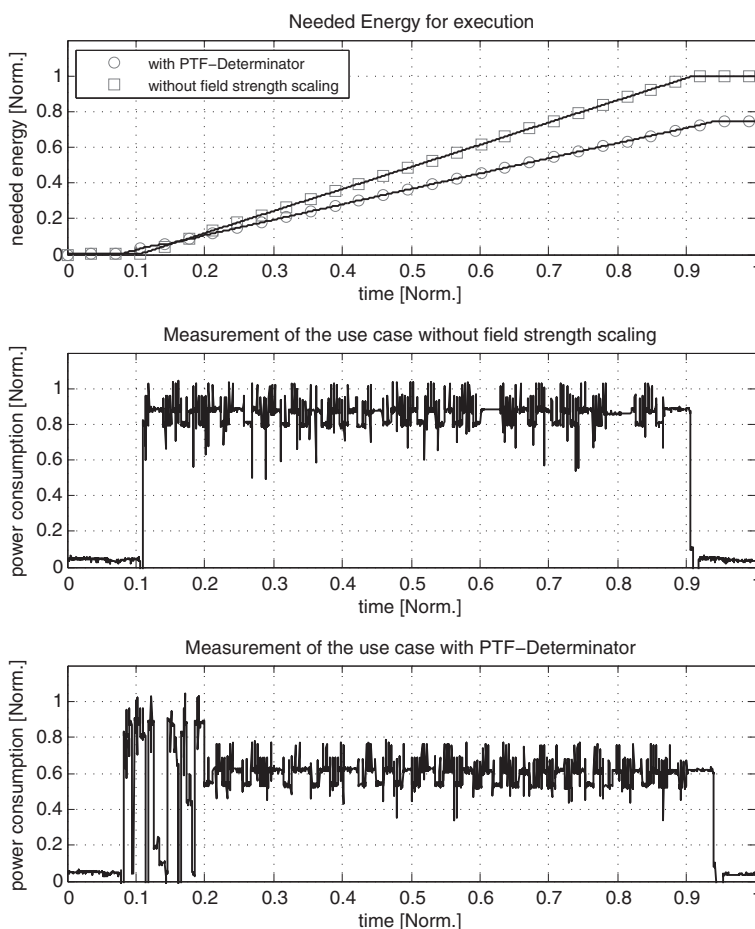 Needed Energy for execution
needed energy [Norm.]
1
0.8
0.6
0.4
0.2
0
with PTF−Determinator
without field strength scaling
0 0.1 0.2 0.3 0.4 0.5 0.6 0.7 0.8 0.9 1
time [Norm.]
Measurement of the use case without field strength scaling
power consumption [Norm.]
1
0.8
0.6
0.4
0.2
0
0 0.1 0.2 0.3 0.4 0.5 0.6 0.7 0.8 0.9 1
time [Norm.]
Measurement of the use case with PTF−Determinator
power consumption [Norm.]
1
0.8
0.6
0.4
0.2
0
0 0.1 0.2 0.3 0.4 0.5 0.6 0.7 0.8 0.9 1
time [Norm.]